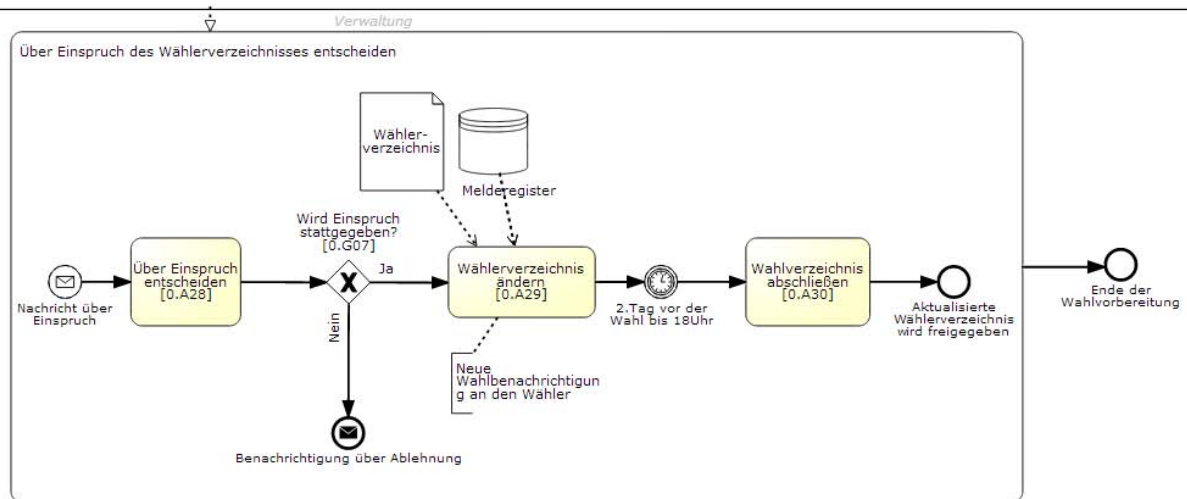 Verwaltung
Über Einspruch des Wählerverzeichnisses entscheiden
Wähler-
verzeichnis
Melderegister
Wird Einspruch
stattgegeben?
[0.G07]
Nachricht über
Einspruch
Über Einspruch
entscheiden
[0.A28]
Ja
Nein
Benachrichtigung über Ablehnung
Wählerverzeichnis
ändern
[0.A29]
Neue
Wahlbenachrichtigun
g an den Wähler
2.Tag vor der
Wahl bis 18Uhr
Wahlverzeichnis
abschließen
[0.A30]
Aktualisierte
Wählerverzeichnis
wird freigegeben
Ende der
Wahlvorbereitung